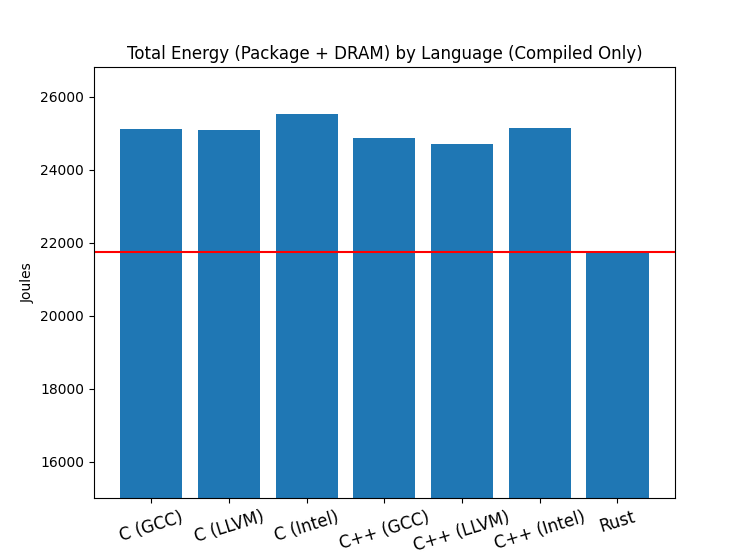 Total Energy (Package + DRAM) by Language (Compiled Only)
26000
24000
22000
20000
18000
16000
Joules
C (GCC)
C (LLVM)
C (Intel)
C++ (GCC)
C++ (LLVM)
C++ (Intel)
Rust